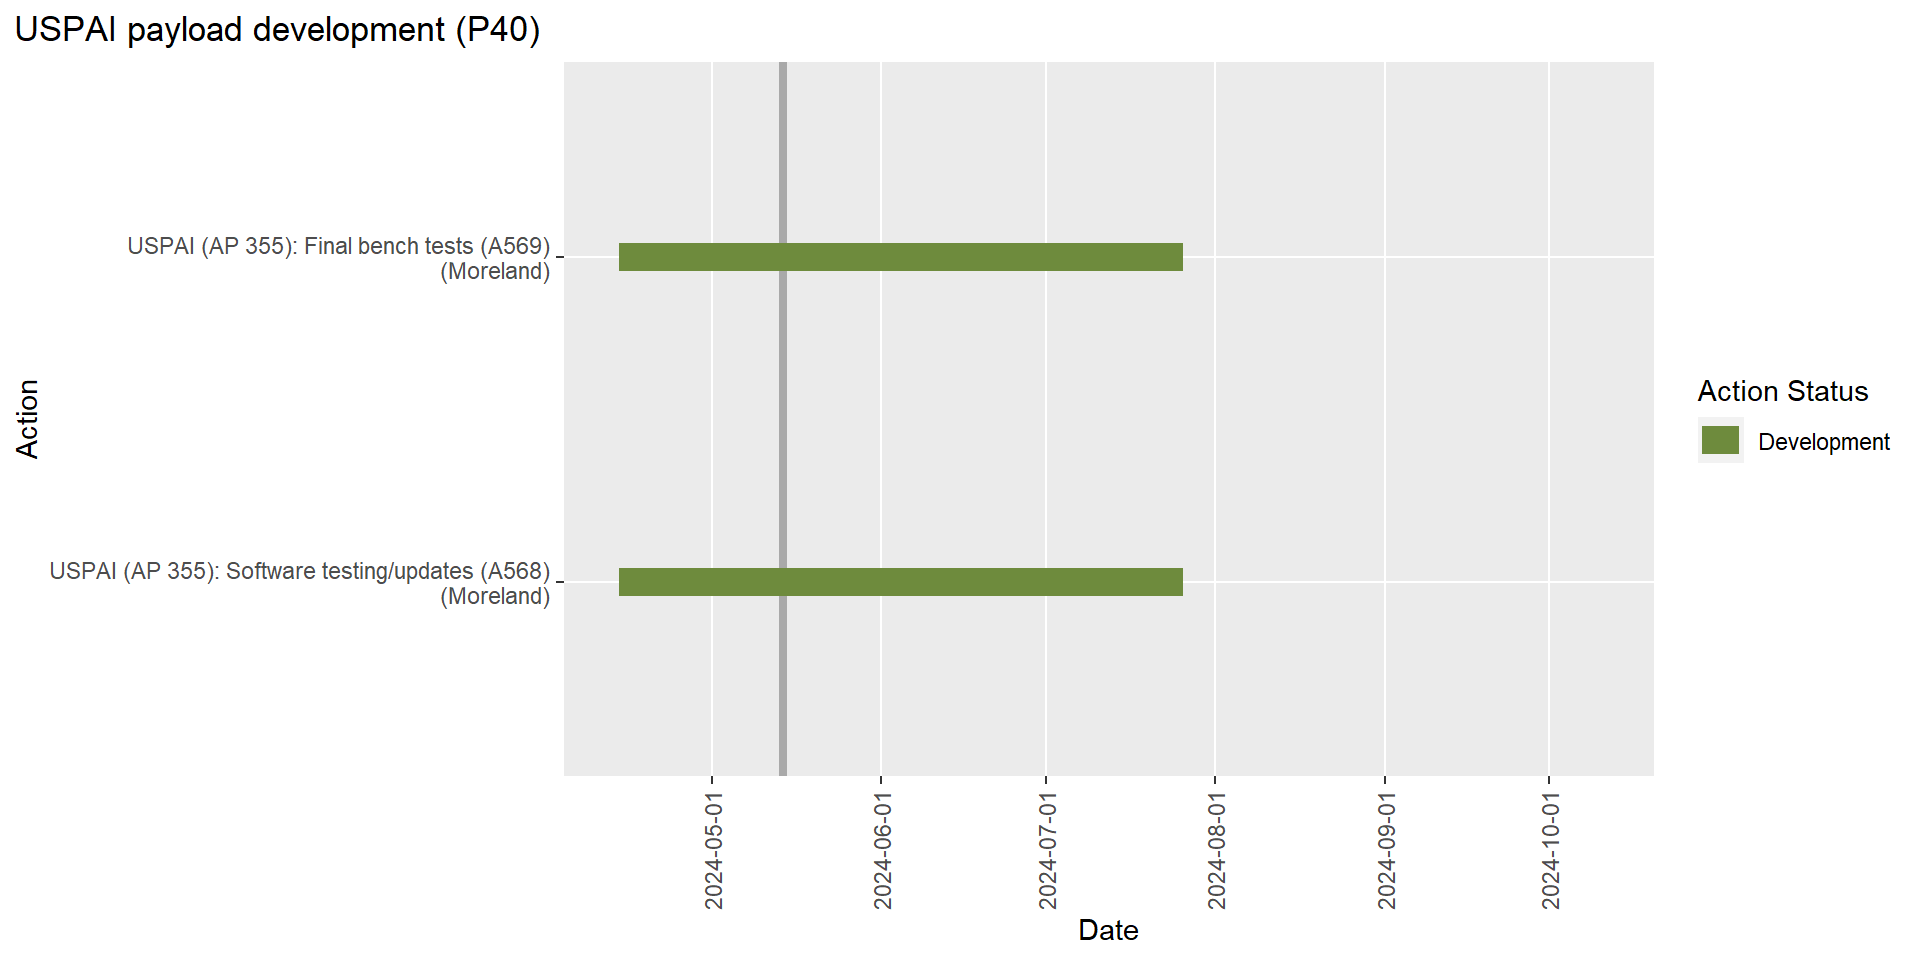 USPAI payload development (P40)
USPAI (AP 355): Final bench tests (A569)
(Moreland)
Action
USPAI (AP 355): Software testing/updates (A568)
(Moreland)
2024-05-01
2024-06-01
2024-07-01
2024-08-01
2024-09-01
2024-10-01
Date
Action Status
Development